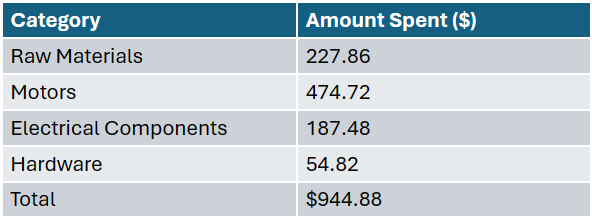 Category Amount Spent ($)
Raw Materials 227.86
Motors 474.72
Electrical Components 187.48
Hardware 54.82
Total $944.88